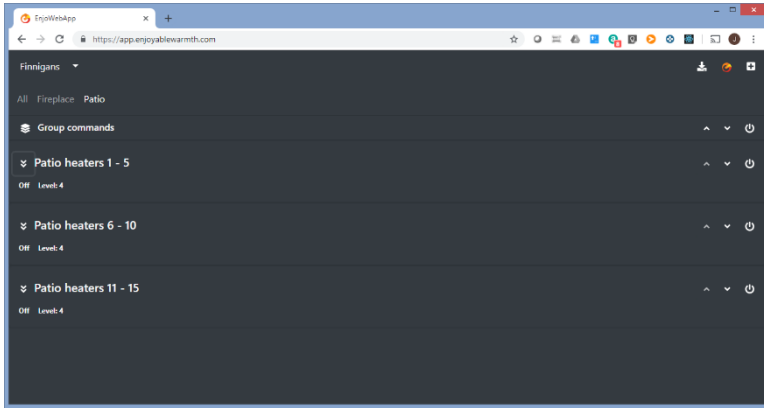 EnjoWebApp
https://app.enjoyablewarmth.com
Finnigans
All Fireplace Patio
Group commands
Patio heaters 1 - 5
Off Level: 4
Patio heaters 6 - 10
Off Level: 4
Patio heaters 11 - 15
Off Level: 4